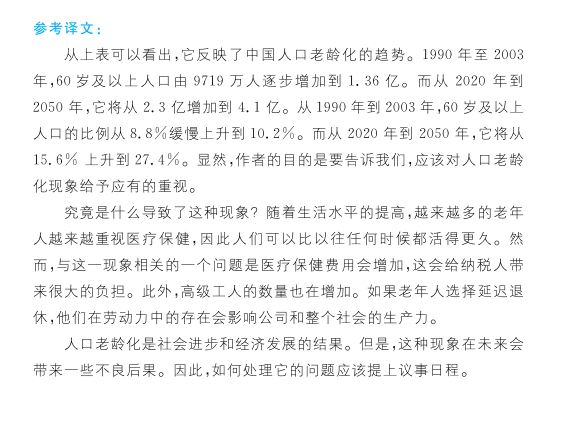 参考译文:
从上表可以看出,它反映了中国人口老龄化的趋势。1990 年至 2003
年,60 岁及以上人口由 9719 万人逐步增加到 1.36 亿。而从 2020 年到
2050 年,它将从 2.3 亿增加到 4.1 亿。从 1990 年到 2003 年,60 岁及以上
人口的比例从 8.8%缓慢上升到 10.2%。而从 2020 年到 2050 年,它将从
15.6% 上升到 27.4%。显然,作者的目的是要告诉我们,应该对人口老龄
化现象给予应有的重视。
究竟是什么导致了这种现象? 随着生活水平的提高,越来越多的老年
人越来越重视医疗保健,因此人们可以比以往任何时候都活得更久。然
而,与这一现象相关的一个问题是医疗保健费用会增加,这会给纳税人带
来很大的负担。此外,高级工人的数量也在增加。如果老年人选择延迟退
休,他们在劳动力中的存在会影响公司和整个社会的生产力。
人口老龄化是社会进步和经济发展的结果。但是,这种现象在未来会
带来一些不良后果。因此,如何处理它的问题应该提上议事日程。